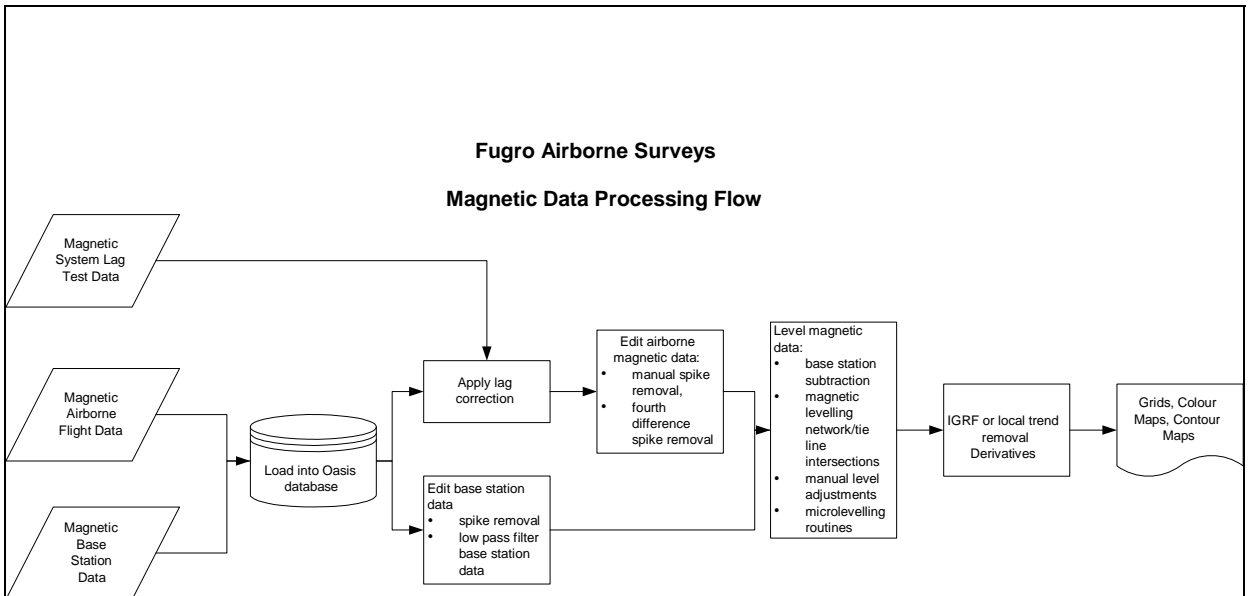 Fugro Airborne Surveys
Magnetic Data Processing Flow
Magnetic
System Lag
Test Data
Magnetic
Airborne
Flight Data
Magnetic
Base
Station
Data
Load into Oasis
database
Apply lag
correction
Edit base station
data
• spike removal
• low pass filter
base station
data
Edit airborne
magnetic data:
• manual spike
removal,
• fourth
difference
spike removal
Level magnetic
data:
• base station
subtraction
• magnetic
levelling
network/tie
line
intersections
• manual level
adjustments
• microlevelling
routines
IGRF or local trend
removal
Derivatives
Grids, Colour
Maps, Contour
Maps